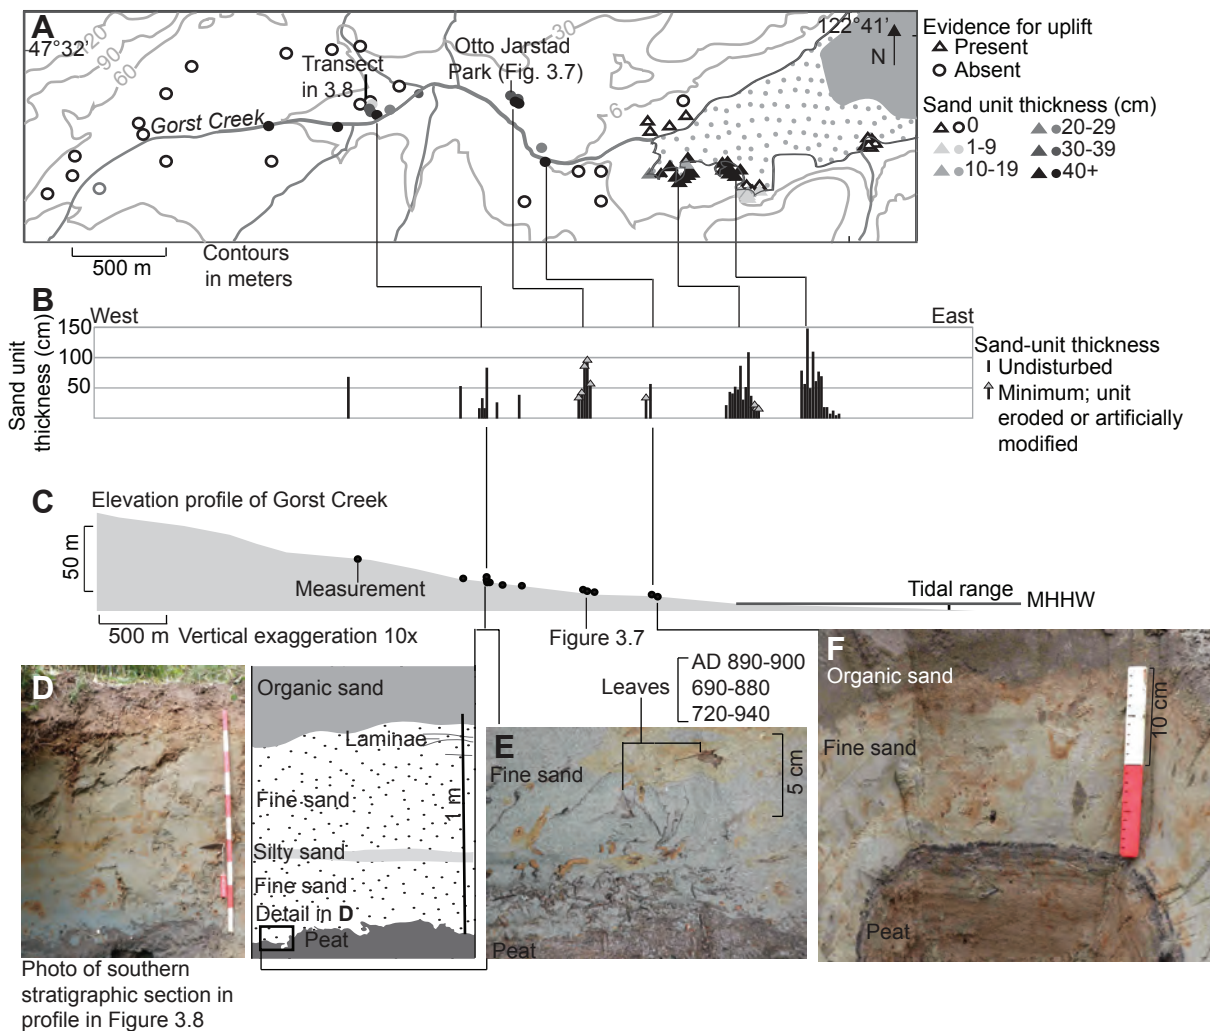 A
47°32'
120
90
60
30
6
122°41'
N
Transect
in 3.8
Otto Jarstad
Park (Fig. 3.7)
Gorst Creek
500 m
Contours
in meters
Evidence for uplift
Present
Absent
Sand unit thickness (cm)
0
1-9
10-19
20-29
30-39
40+
B
West
East
Sand unit
thickness (cm)
150
100
50
Sand-unit thickness
Undisturbed
Minimum; unit
eroded or artificially
modified
C
Elevation profile of Gorst Creek
50 m
Measurement
Tidal range
MHHW
500 m
Vertical exaggeration 10x
Figure 3.7
D
Photo of southern
stratigraphic section in
profile in Figure 3.8
Organic sand
Laminae
Fine sand
1 m
Silty sand
Fine sand
Detail in D
Peat
Leaves
AD 890-900
690-880
720-940
E
Fine sand
5 cm
Peat
F
Organic sand
10 cm
Fine sand
Peat